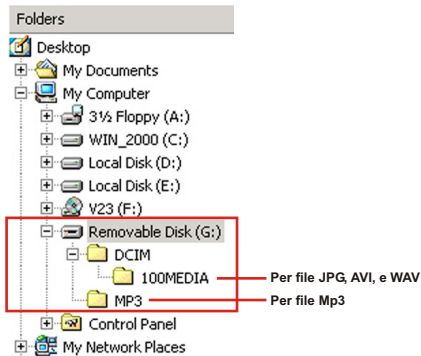 Folders
Desktop
My Documents
My Computer
3½ Floppy (A:)
WIN_2000 (C:)
Local Disk (D:)
Local Disk (E:)
V23 (F:)
Removable Disk (G:)
DCIM
100MEDIA
Per file JPG, AVI, e WAV
MP3
Per file Mp3
Control Panel
My Network Places